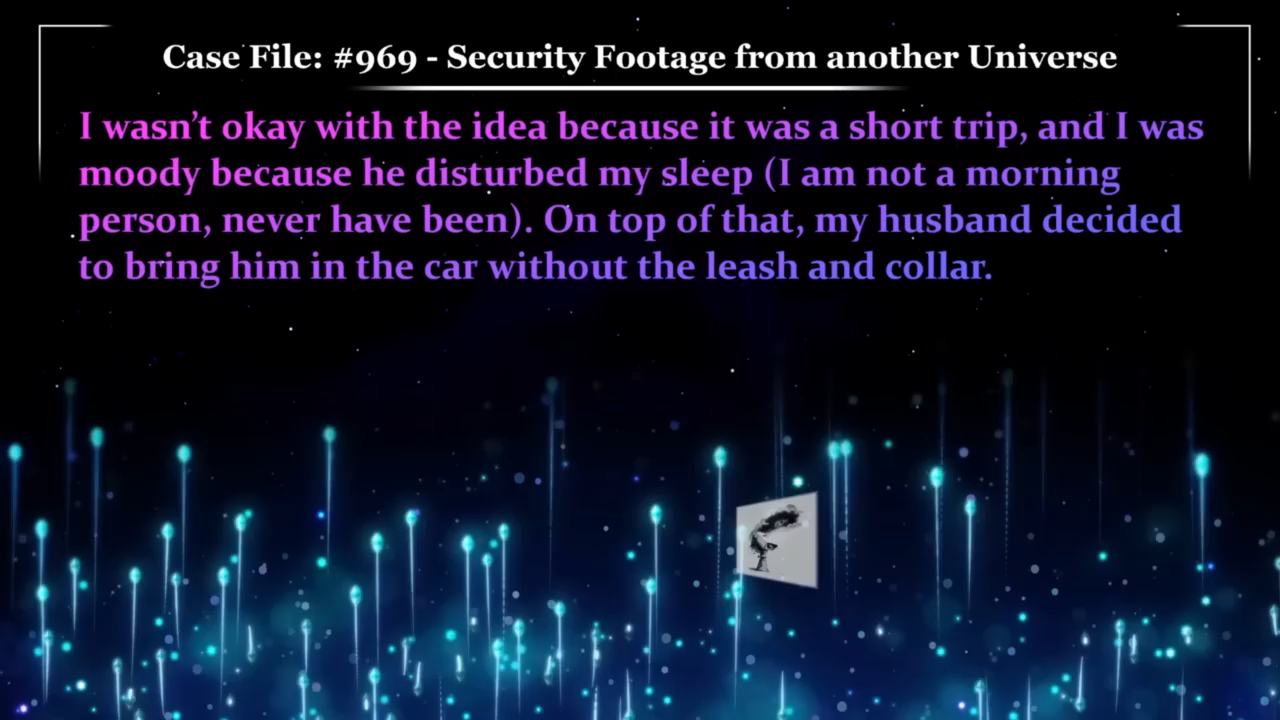 Case File: #969 - Security Footage from another Universe
I wasn't okay with the idea because it was a short trip, and I was
moody because he disturbed my sleep (I am not a morning
person, never have been). On top of that, my husband decided
to bring him in the car without the leash and collar.